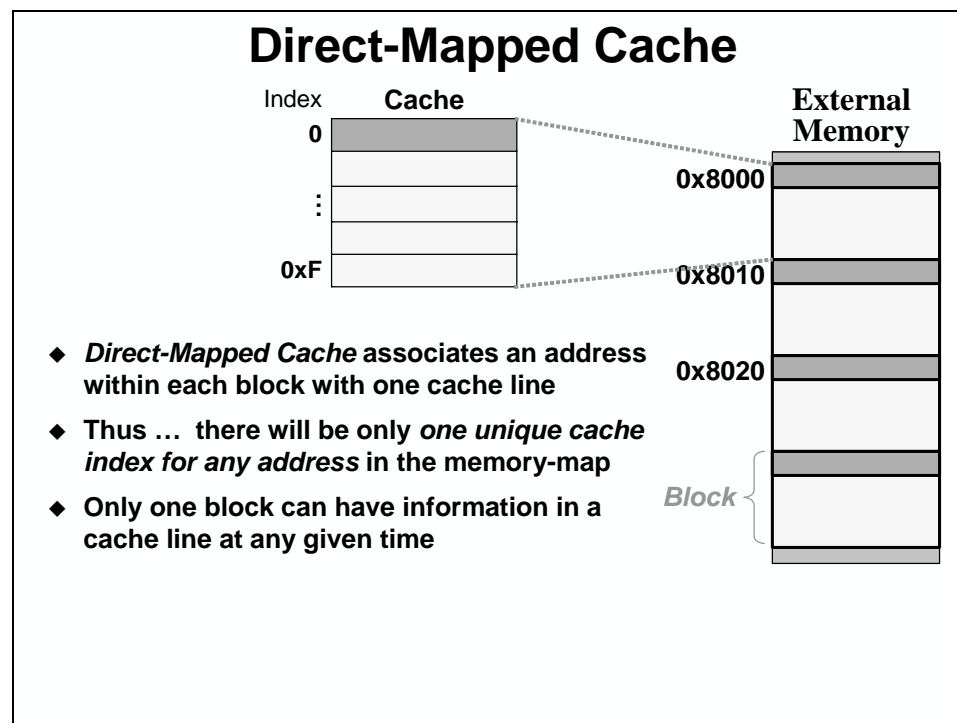 Direct-Mapped Cache
Index
Cache
0
⋮
0xF
External
Memory
0x8000
0x8010
0x8020
Block
◆ Direct-Mapped Cache associates an address
within each block with one cache line
◆ Thus … there will be only one unique cache
index for any address in the memory-map
◆ Only one block can have information in a
cache line at any given time